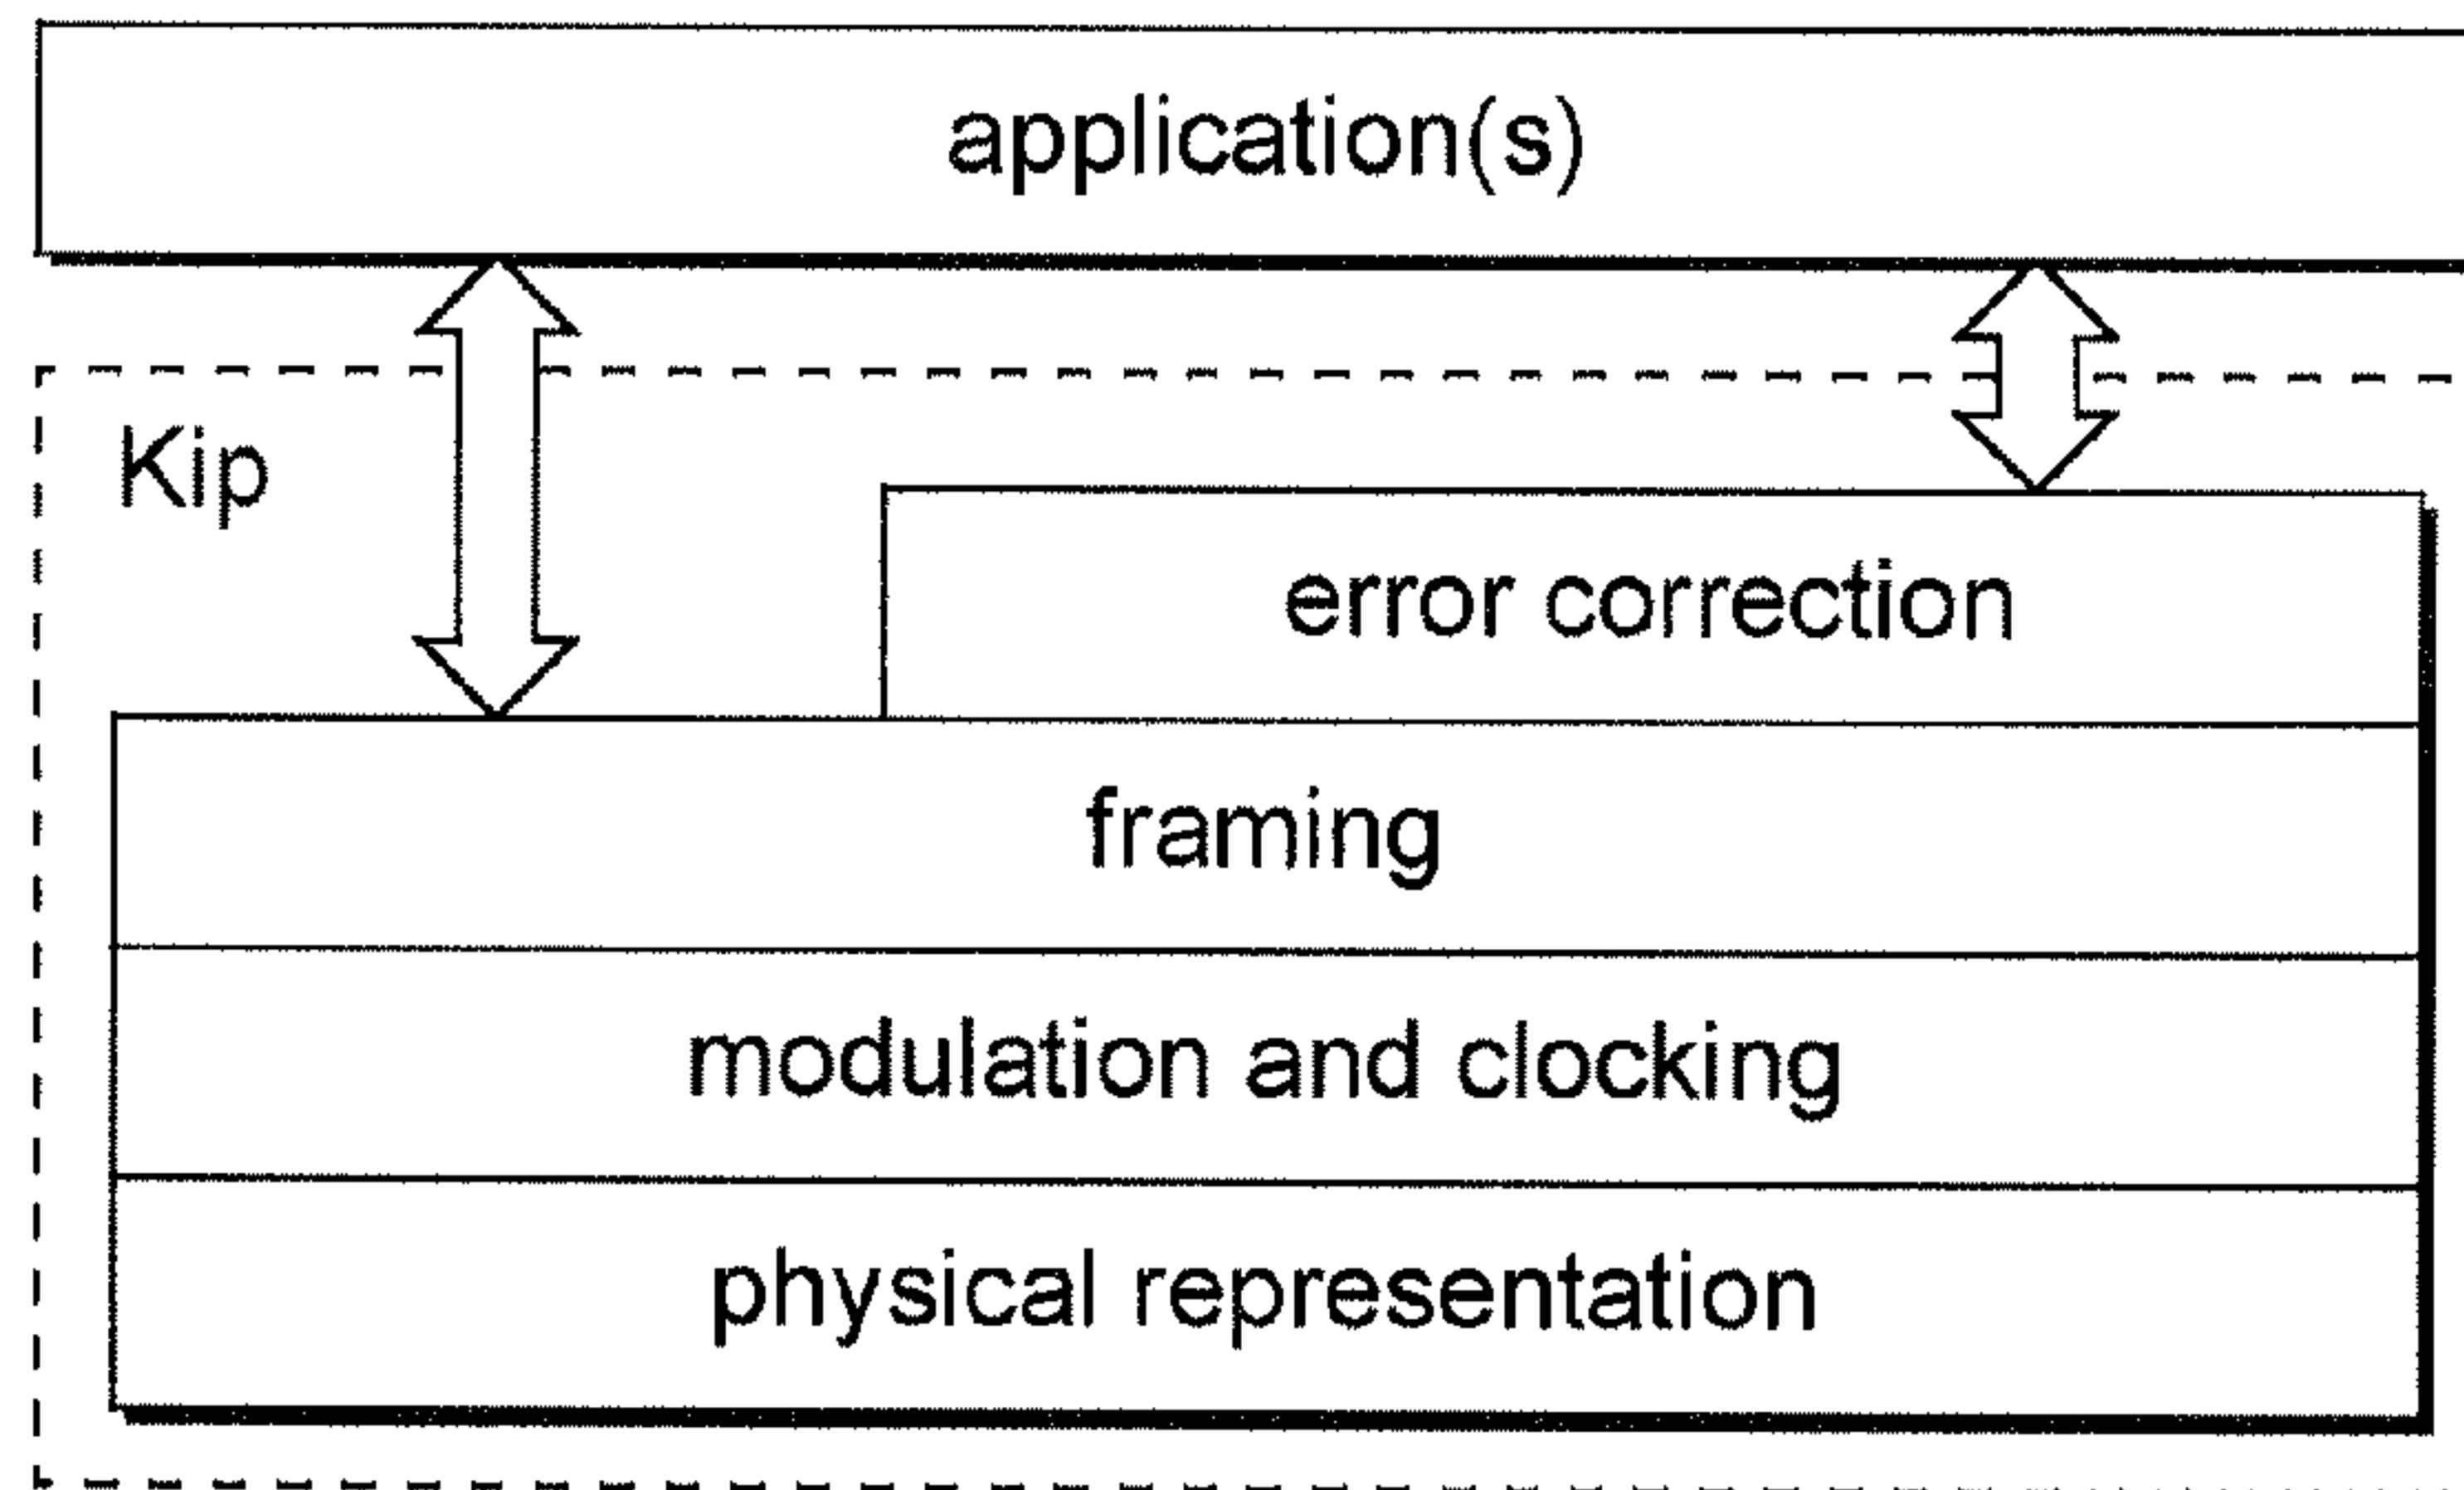 application(s)
Kip
error correction
framing
modulation and clocking
physical representation